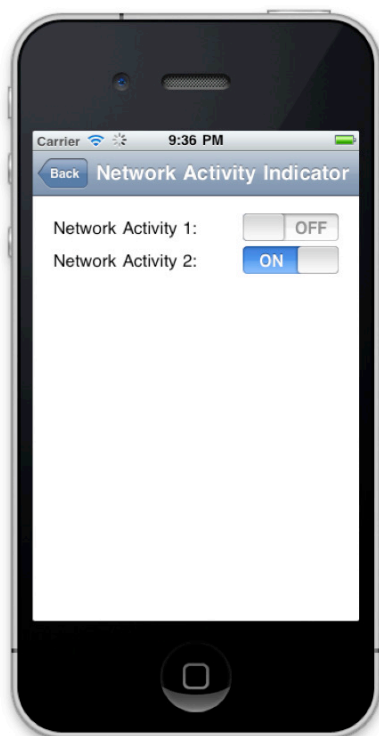 Carrier 9:36 PM
Back Network Activity Indicator
Network Activity 1: OFF
Network Activity 2: ON